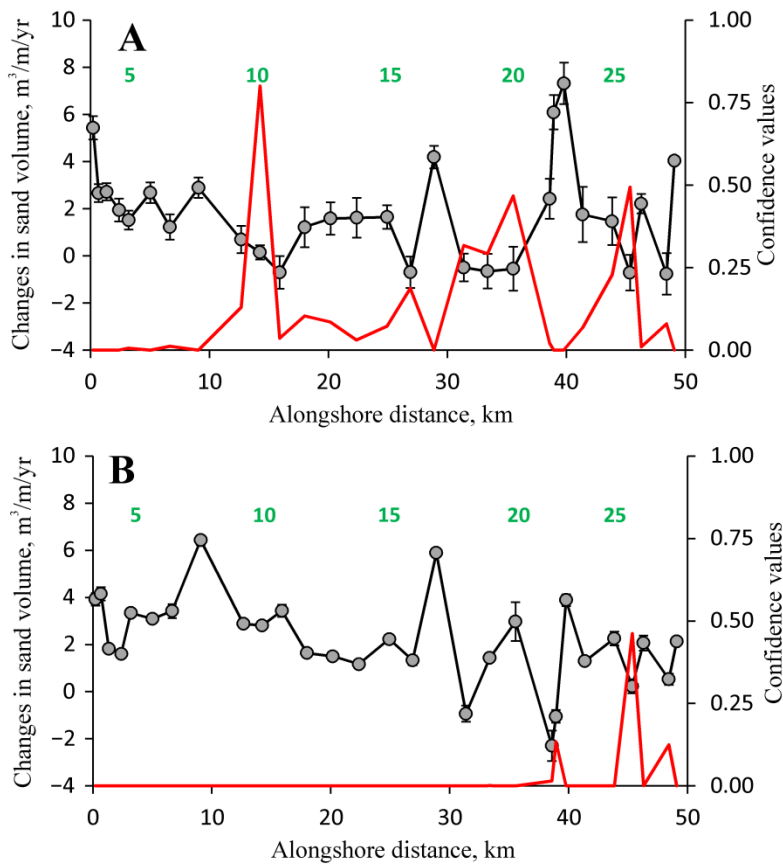 A
10 1.00
8 5 10 15 20 25
6 0.75
4
2 0.50
0
−2 0.25
−4 0.00
0 10 20 30 40 50
Changes in sand volume, m³/m/yr
Confidence values
Alongshore distance, km
B
10 1.00
8 5 10 15 20 25
6 0.75
4
2 0.50
0
−2 0.25
−4 0.00
0 10 20 30 40 50
Changes in sand volume, m³/m/yr
Confidence values
Alongshore distance, km